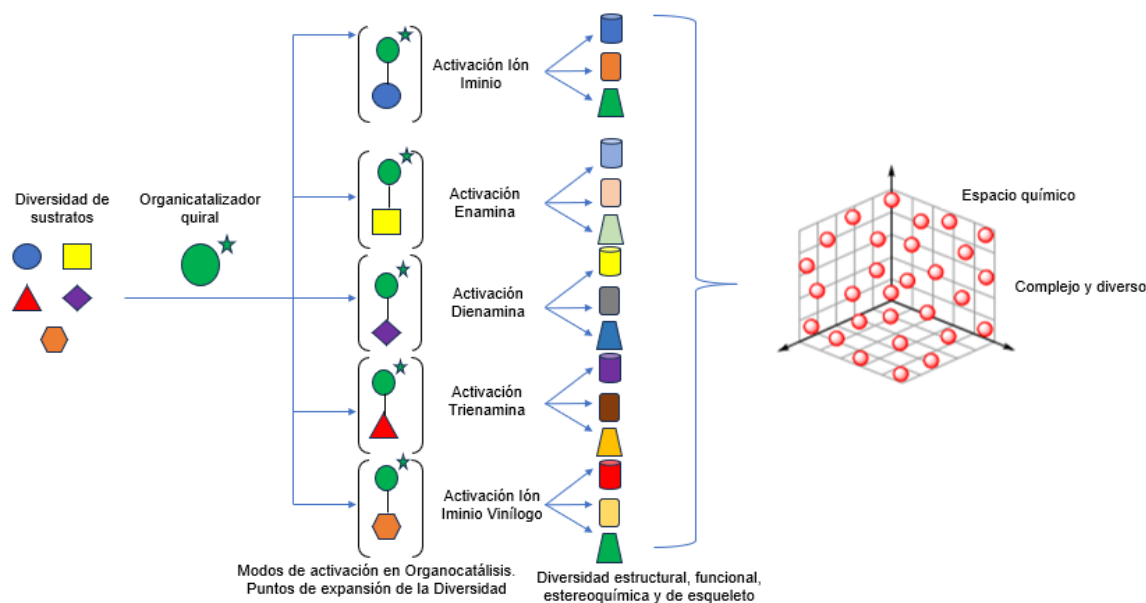 Diversidad de
sustratos
Organicatalizador
quiral
Activación Ión
Iminio
Activación
Enamina
Activación
Dienamina
Activación
Trienamina
Activación Ión
Iminio Vinílogo
Modos de activación en Organocatálisis.
Puntos de expansión de la Diversidad
Diversidad estructural, funcional,
estereoquímica y de esqueleto
Espacio químico
Complejo y diverso